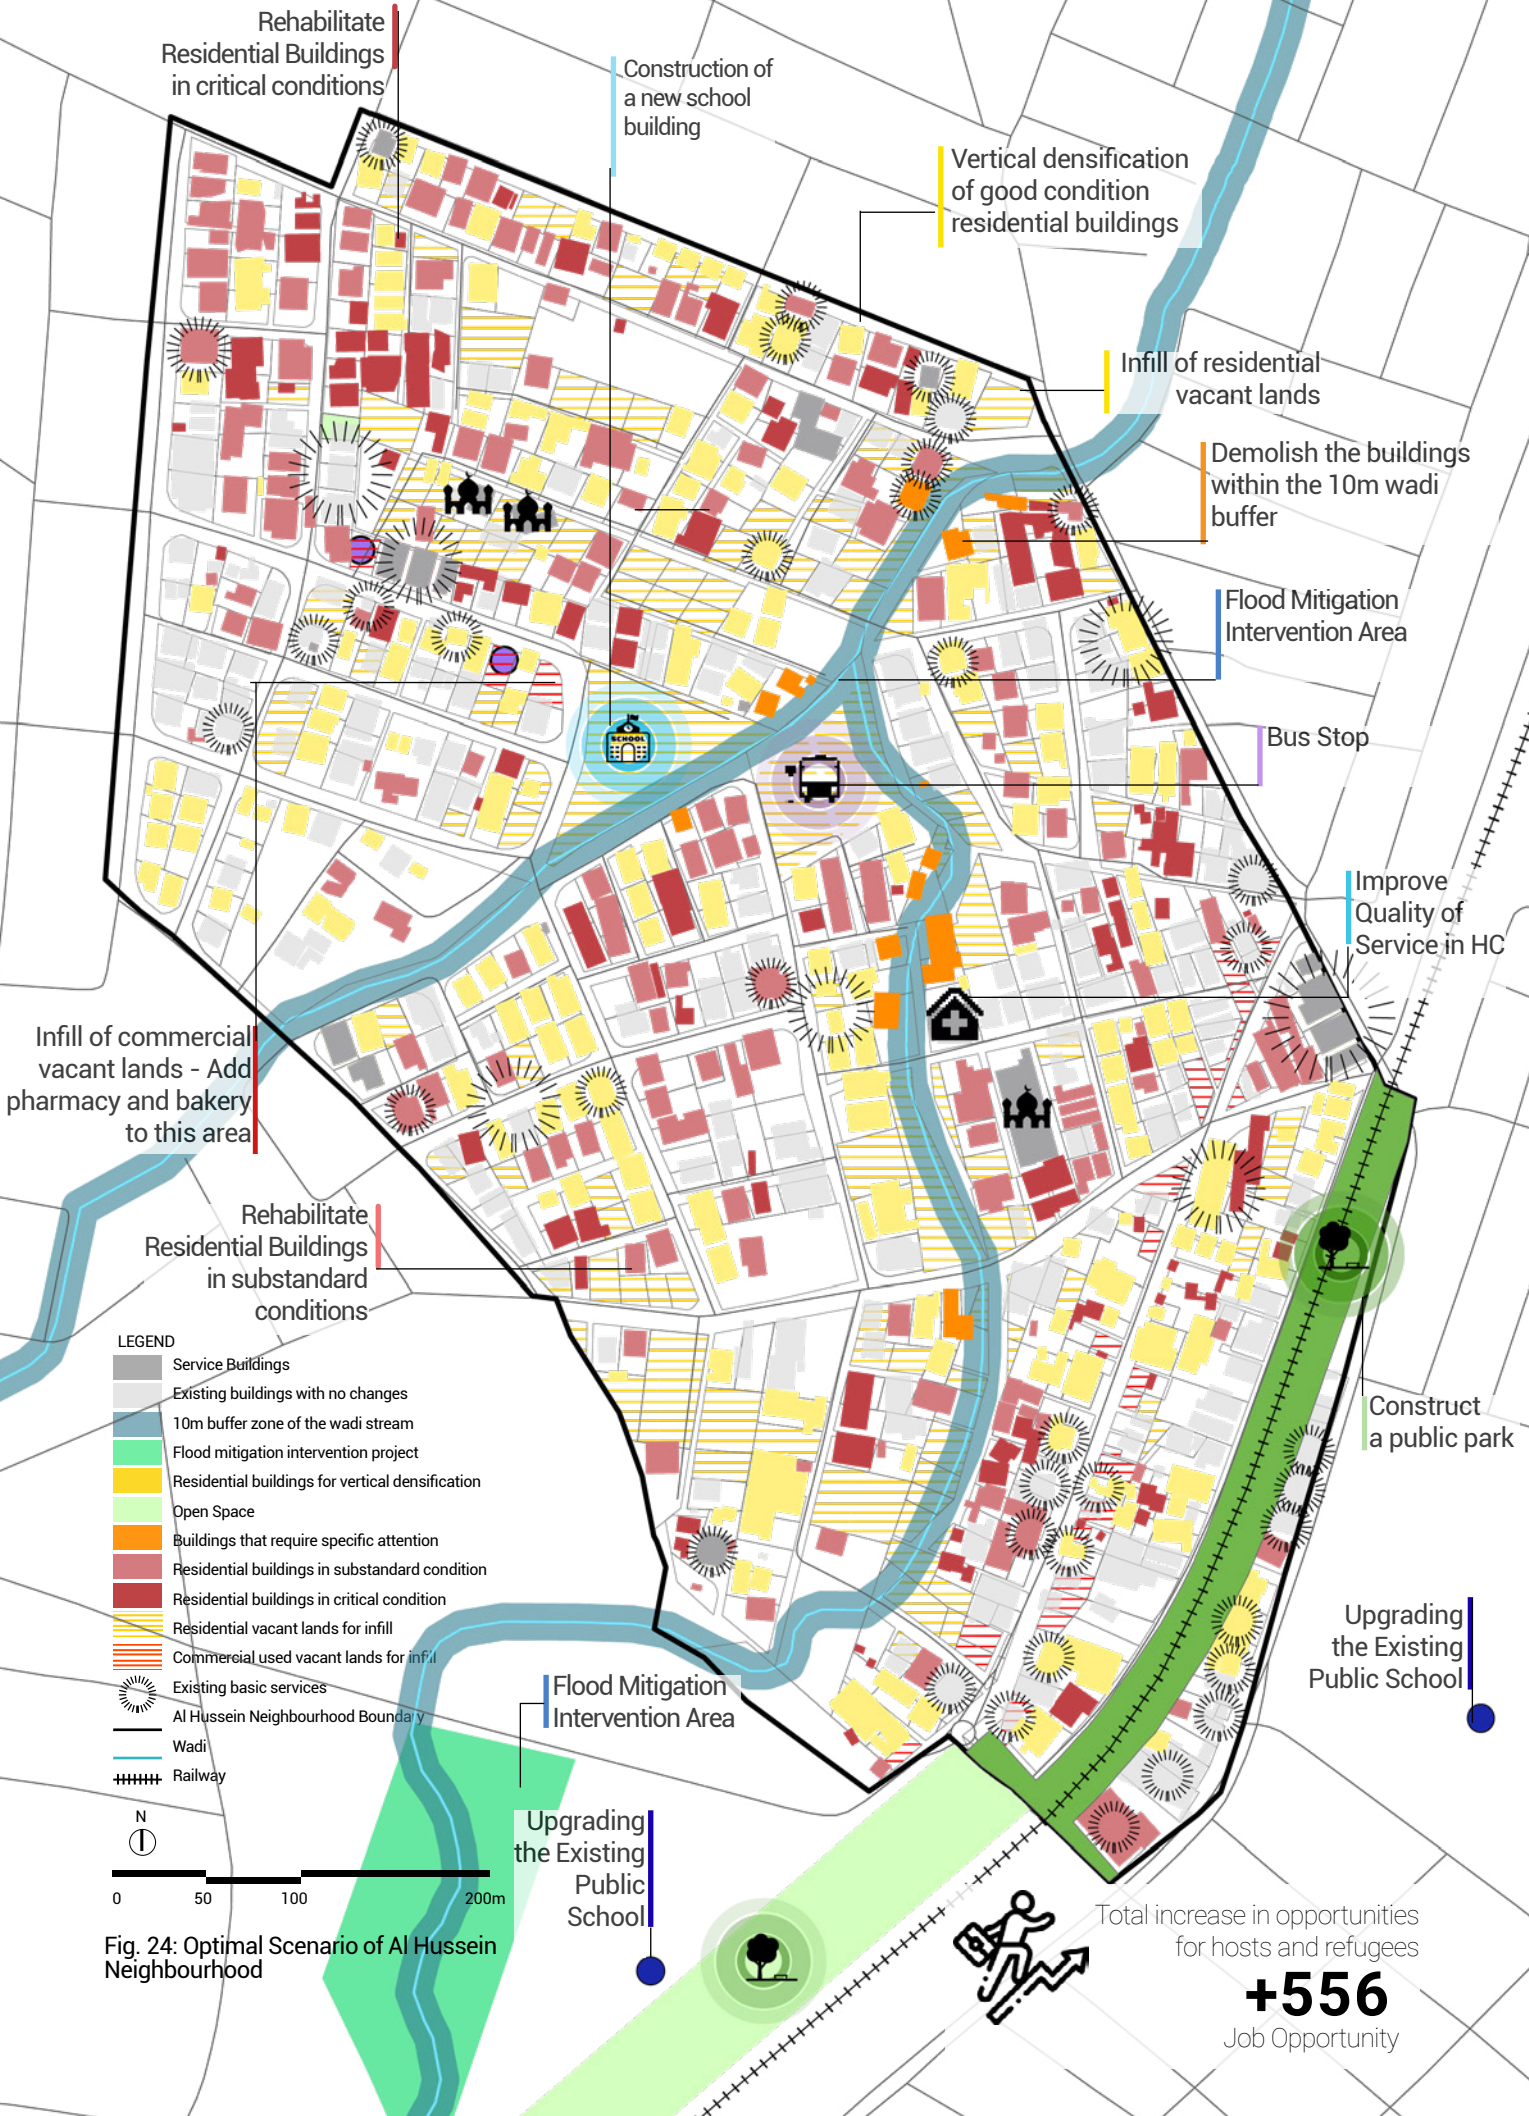 Rehabilitate
Residential Buildings
in critical conditions
Construction of
a new school
building
Vertical densification
of good condition
residential buildings
Infill of residential
vacant lands
Demolish the buildings
within the 10m wadi
buffer
Flood Mitigation
Intervention Area
Bus Stop
SCHOOL
Improve
Quality of
Service in HC
Infill of commercial
vacant lands - Add
pharmacy and bakery
to this area
Rehabilitate
Residential Buildings
in substandard
conditions
Construct
a public park
LEGEND
Service Buildings
Existing buildings with no changes
10m buffer zone of the wadi stream
Flood mitigation intervention project
Residential buildings for vertical densification
Open Space
Buildings that require specific attention
Residential buildings in substandard condition
Residential buildings in critical condition
Residential vacant lands for infill
Commercial used vacant lands for infill
Existing basic services
Al Hussein Neighbourhood Boundary
Wadi
Railway
N
0 50 100 200m
Fig. 24: Optimal Scenario of Al Hussein
Neighbourhood
Flood Mitigation
Intervention Area
Upgrading
the Existing
Public
School
Upgrading
the Existing
Public School
Total increase in opportunities
for hosts and refugees
+556
Job Opportunity